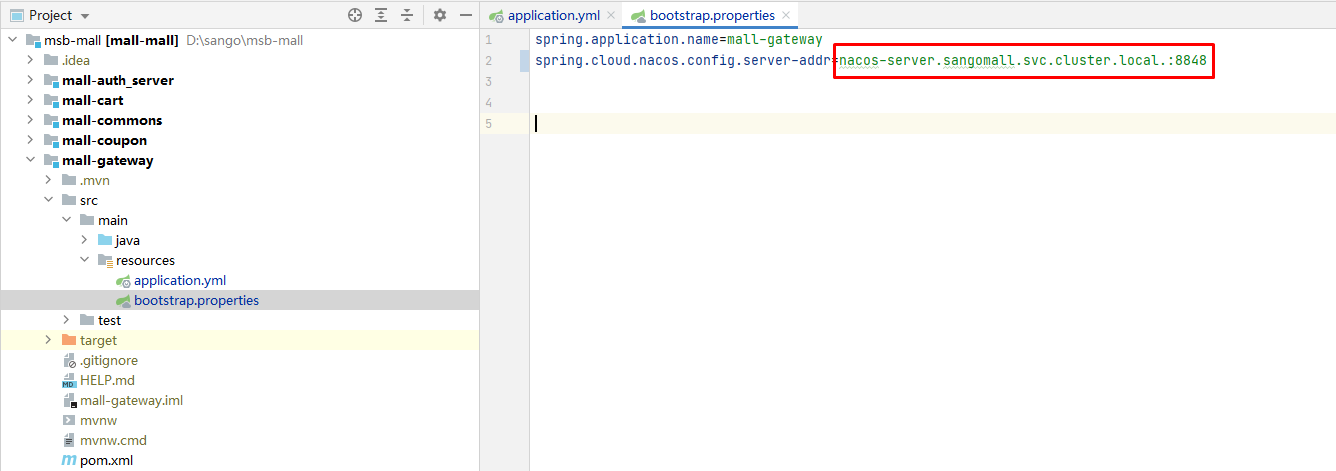 Project
msb-mall [mall-mall] D:\sango\msb-mall
.idea
mall-auth_server
mall-cart
mall-commons
mall-coupon
mall-gateway
.mvn
src
main
java
resources
application.yml
bootstrap.properties
test
target
.gitignore
HELP.md
mall-gateway.iml
mvnw
mvnw.cmd
pom.xml
application.yml
bootstrap.properties
1 spring.application.name=mall-gateway
2 spring.cloud.nacos.config.server-addr=nacos-server.sangomall.svc.cluster.local.:8848
3
4
5